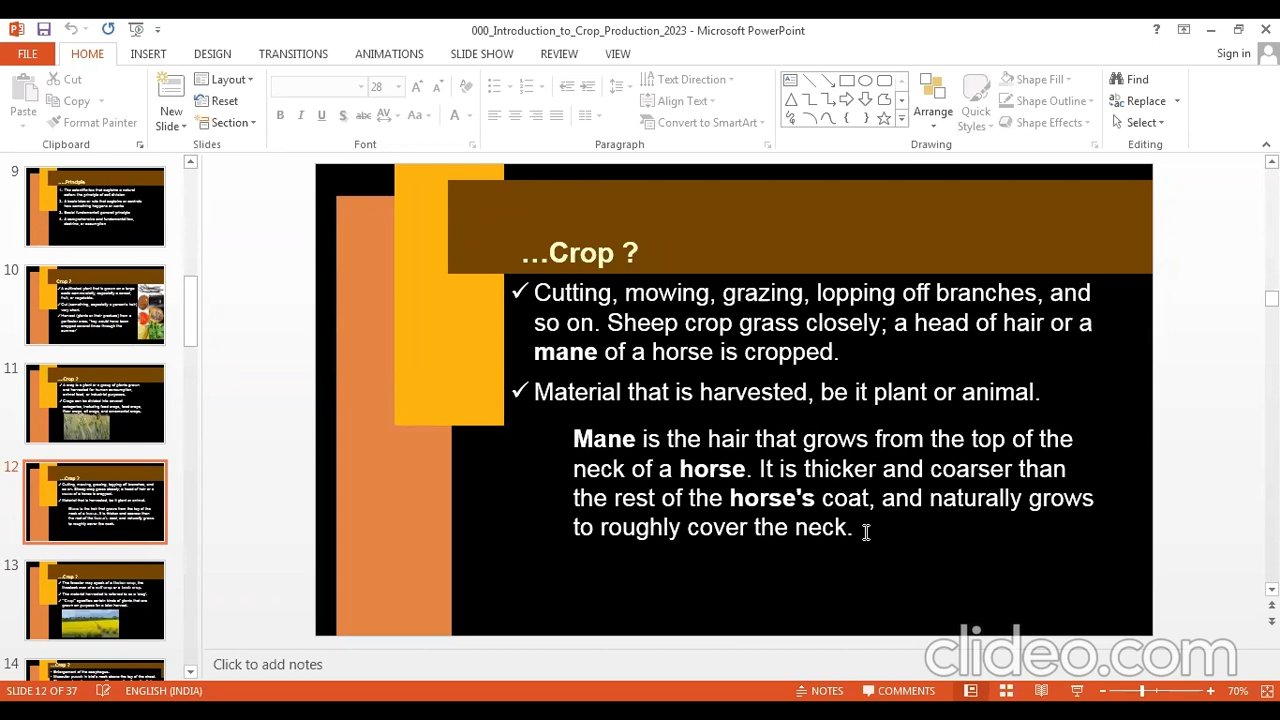 000_Introduction_to_Crop_Production_2023 - Microsoft PowerPoint
FILE HOME INSERT DESIGN TRANSITIONS ANIMATIONS SLIDE SHOW REVIEW VIEW Sign in
Paste Cut Copy Format Painter
Clipboard
New Slide Layout Reset Section
Slides
28
Font
Text Direction Align Text Convert to SmartArt
Paragraph
Arrange Quick Styles Shape Fill Shape Outline Shape Effects
Drawing
Find Replace Select
Editing
9
....Principle
10
Crop ?
11
...Crop ?
12
...Crop ?
13
...Crop ?
14
...Crop ?
...Crop ?
✓ Cutting, mowing, grazing, lopping off branches, and
so on. Sheep crop grass closely; a head of hair or a
mane of a horse is cropped.
✓ Material that is harvested, be it plant or animal.
Mane is the hair that grows from the top of the
neck of a horse. It is thicker and coarser than
the rest of the horse's coat, and naturally grows
to roughly cover the neck.
clideo.com
Click to add notes
SLIDE 12 OF 37 ENGLISH (INDIA) NOTES COMMENTS 70%